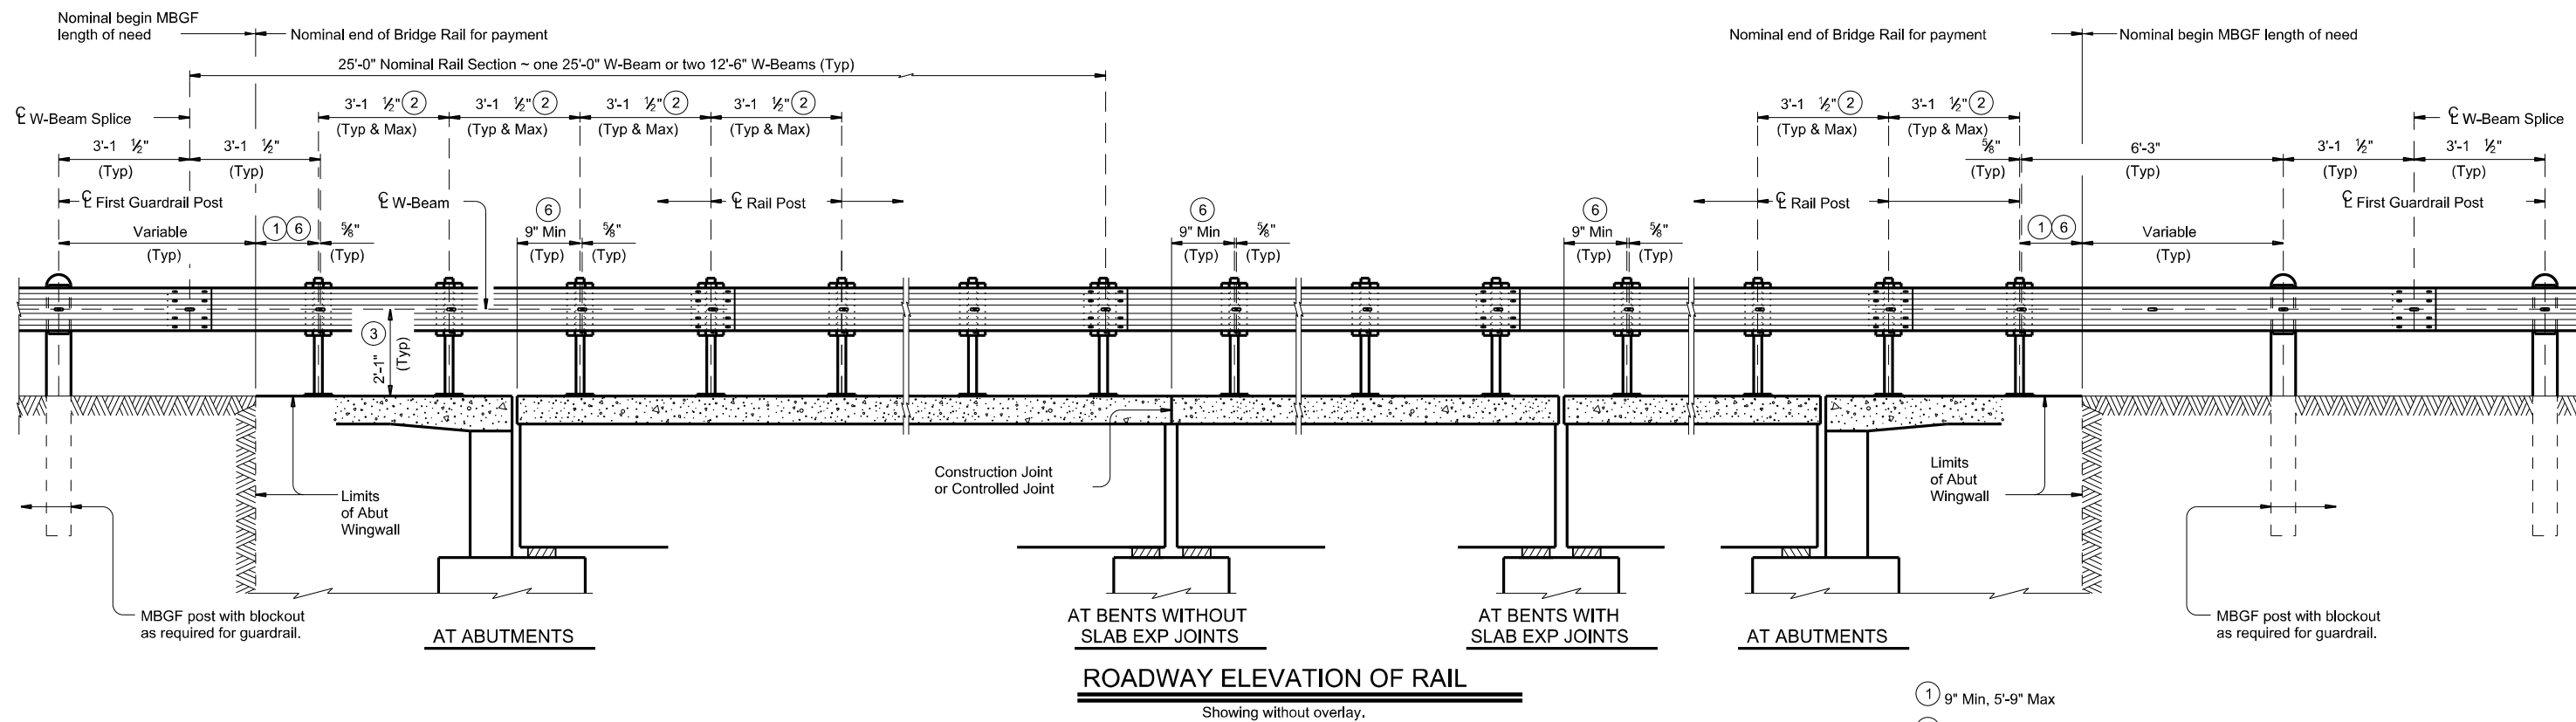 Nominal begin MBGF
length of need
Nominal end of Bridge Rail for payment
Nominal end of Bridge Rail for payment
Nominal begin MBGF length of need
25'-0" Nominal Rail Section ~ one 25'-0" W-Beam or two 12'-6" W-Beams (Typ)
3'-1 ½" 2
(Typ & Max)
3'-1 ½" 2
(Typ & Max)
3'-1 ½" 2
(Typ & Max)
3'-1 ½" 2
(Typ & Max)
3'-1 ½" 2
(Typ & Max)
3'-1 ½" 2
(Typ & Max)
℄ W-Beam Splice
℄ W-Beam Splice
3'-1 ½"
(Typ)
3'-1 ½"
(Typ)
⅝"
(Typ)
6'-3"
(Typ)
3'-1 ½"
(Typ)
3'-1 ½"
(Typ)
℄ First Guardrail Post
℄ W-Beam
℄ Rail Post
℄ Rail Post
℄ First Guardrail Post
Variable
(Typ)
1 6
⅝"
(Typ)
6
9" Min
(Typ)
⅝"
(Typ)
6
9" Min
(Typ)
⅝"
(Typ)
6
9" Min
(Typ)
⅝"
(Typ)
1 6
Variable
(Typ)
3
2'-1"
(Typ)
Limits
of Abut
Wingwall
Construction Joint
or Controlled Joint
Limits
of Abut
Wingwall
MBGF post with blockout
as required for guardrail.
AT ABUTMENTS
AT BENTS WITHOUT
SLAB EXP JOINTS
AT BENTS WITH
SLAB EXP JOINTS
AT ABUTMENTS
MBGF post with blockout
as required for guardrail.
ROADWAY ELEVATION OF RAIL
Showing without overlay.
1 9" Min, 5'-9" Max